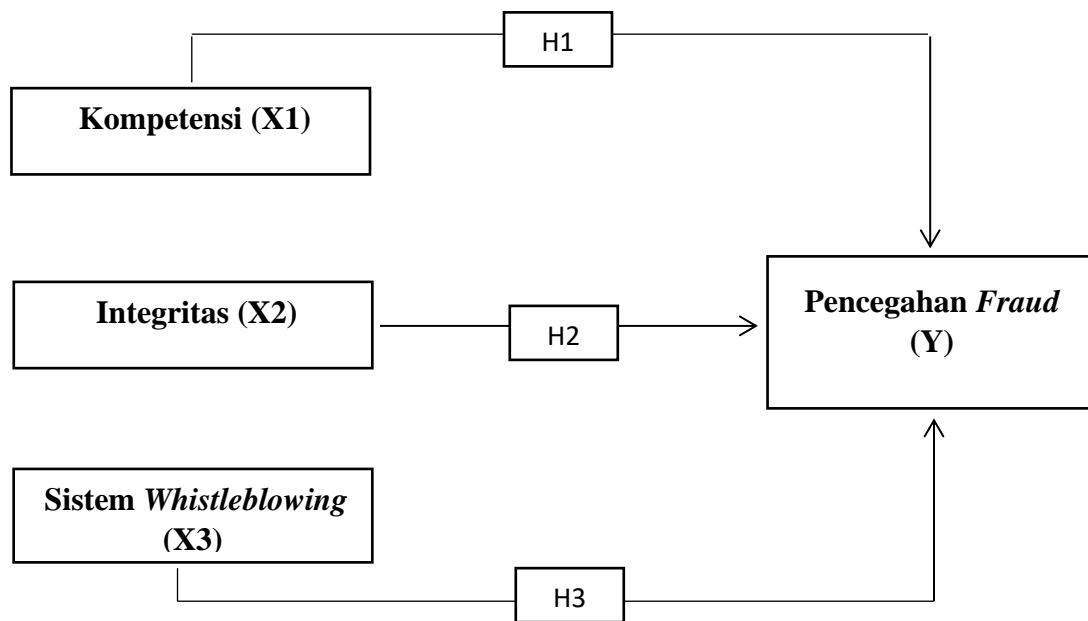 H1
Kompetensi (X1)
Integritas (X2)
H2
Pencegahan Fraud
(Y)
Sistem Whistleblowing
(X3)
H3